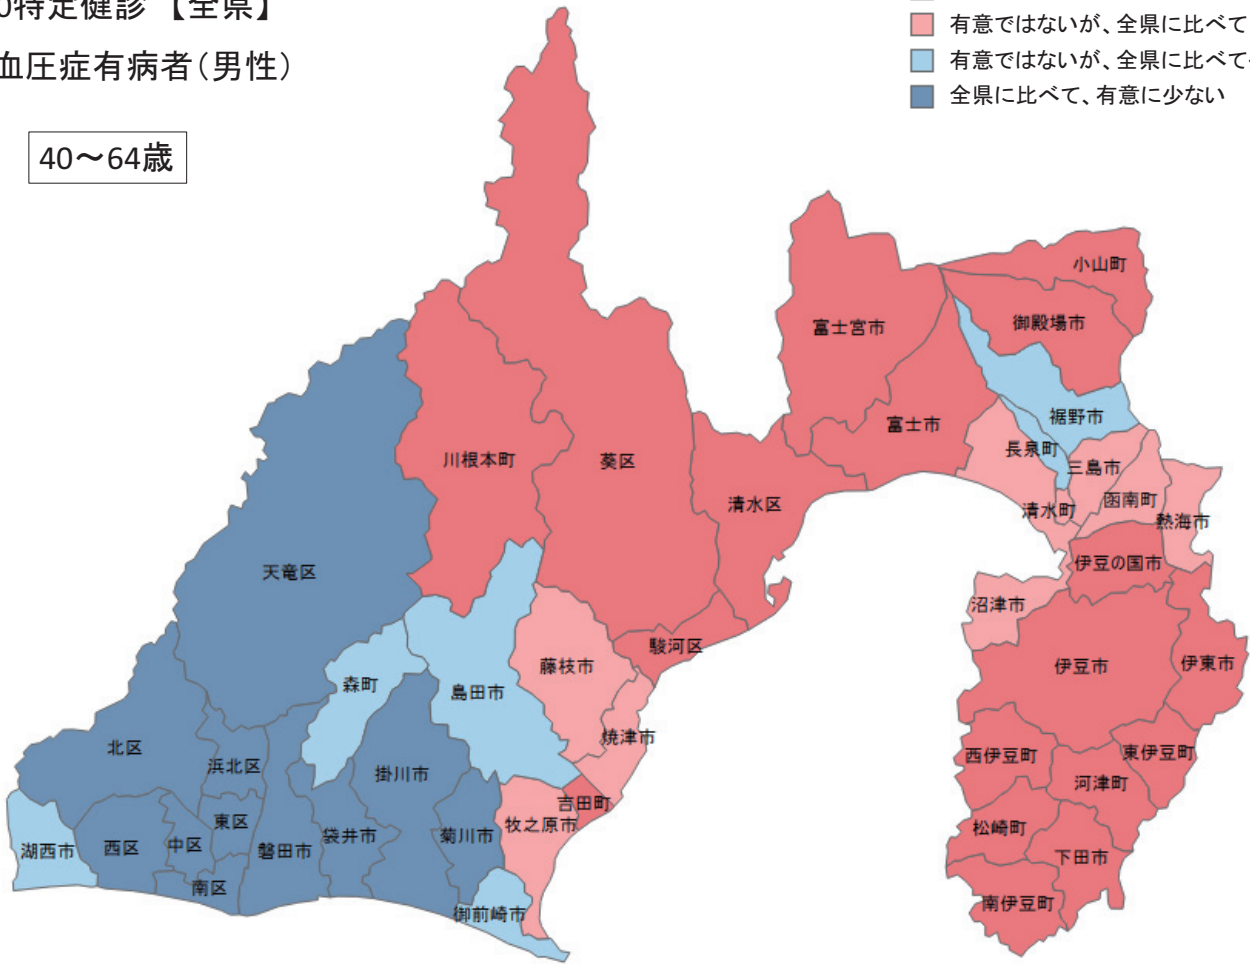 0特定健診 【全県】
血圧症有病者(男性)
40～64歳
有意ではないが、全県に比べて
有意ではないが、全県に比べて
全県に比べて、有意に少ない
小山町
御殿場市
富士宮市
裾野市
富士市
長泉町
三島市
川根本町
葵区
清水区
清水町
函南町
熱海市
伊豆の国市
天竜区
沼津市
駿河区
藤枝市
伊豆市
伊東市
森町
島田市
焼津市
北区
浜北区
掛川市
西伊豆町
東伊豆町
河津町
吉田町
東区
牧之原市
松崎町
湖西市
西区
中区
磐田市
袋井市
菊川市
下田市
南区
御前崎市
南伊豆町